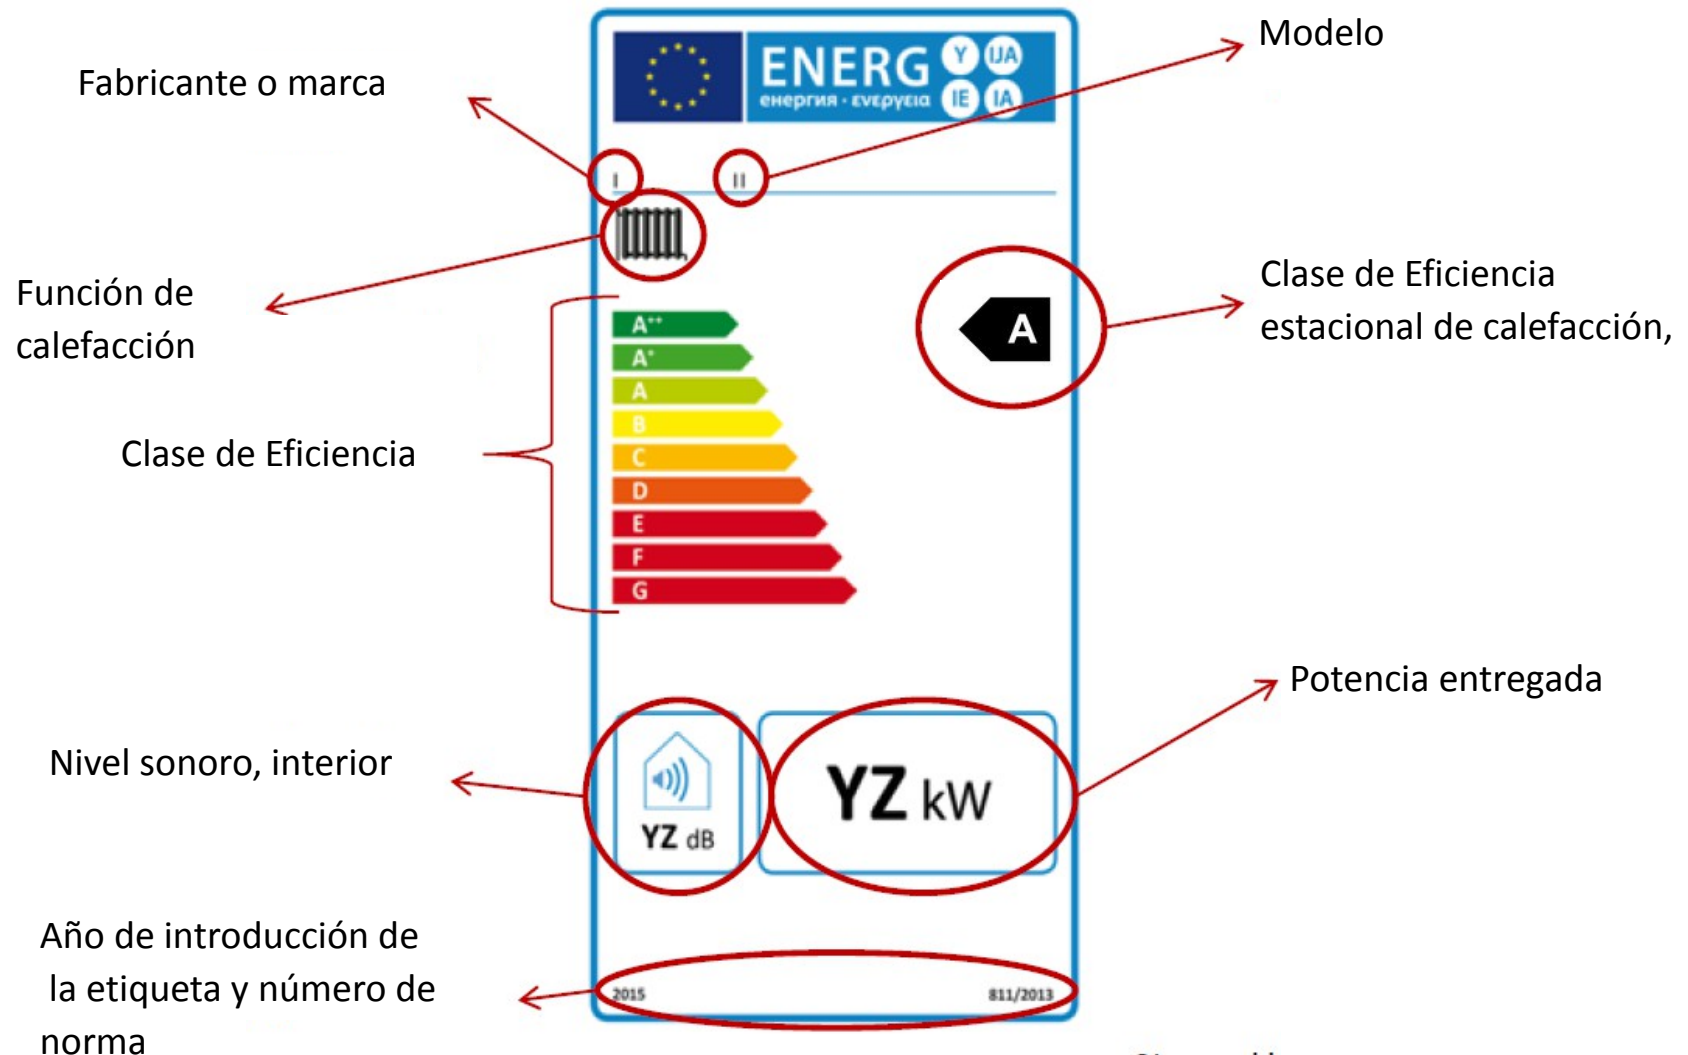 Modelo
Fabricante o marca
ENERG Y IJA
енергия · ενεργεια IE IA
I II
Función de
calefacción
Clase de Eficiencia
estacional de calefacción,
A
A++
A+
A
B
C
D
E
F
G
Clase de Eficiencia
Potencia entregada
Nivel sonoro, interior
YZ dB
YZ kW
Año de introducción de
la etiqueta y número de
norma
2015 811/2013